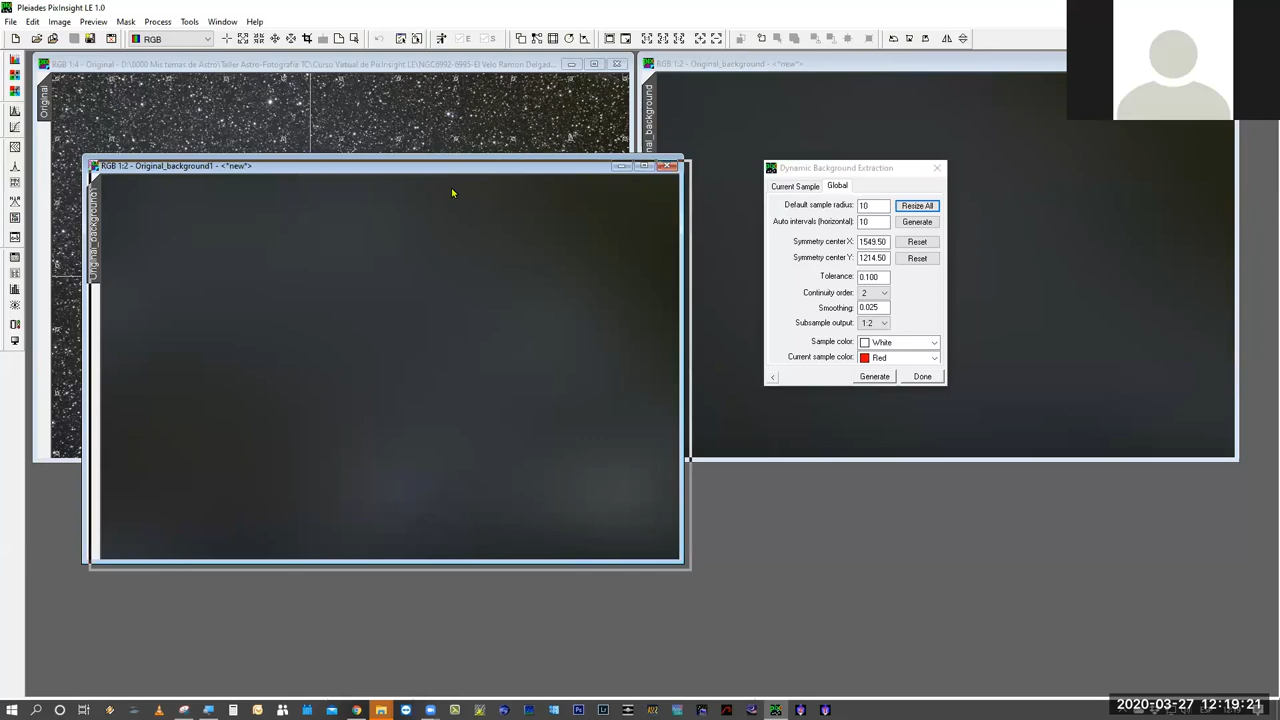 Pleiades PixInsight LE 1.0
File Edit Image Preview Mask Process Tools Window Help
RGB
E
S
RGB 1:4 - Original - D:\0000 Mis temas de Astro\Taller Astro-Fotografía TC\Curso Vatual de PixInsight LE\NGC6992-6995-El Velo Ramon Delgad...
RGB 1:2 - Original_background - <*new*>
Original
RGB 1:2 - Original_background1 - <*new*>
Dynamic Background Extraction
Current Sample Global
Default sample radius: 10 Resize All
Auto intervals (horizontal): 10 Generate
Symmetry center X: 1549.50 Reset
Symmetry center Y: 1214.50 Reset
Tolerance: 0.100
Continuity order: 2
Smoothing: 0.025
Subsample output: 1:2
Sample color: White
Current sample color: Red
< Generate Done
2020-03-27 12:19:21